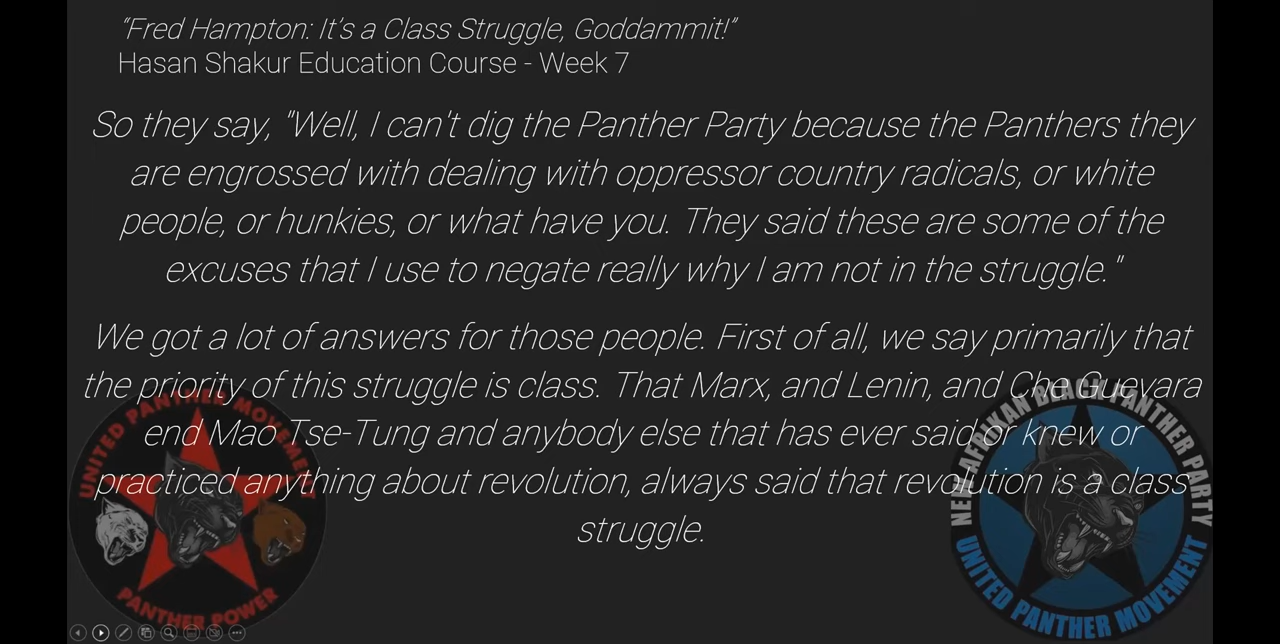 “Fred Hampton: It’s a Class Struggle, Goddammit!”
Hasan Shakur Education Course - Week 7
So they say, "Well, I can't dig the Panther Party because the Panthers they
are engrossed with dealing with oppressor country radicals, or white
people, or hunkies, or what have you. They said these are some of the
excuses that I use to negate really why I am not in the struggle."
We got a lot of answers for those people. First of all, we say primarily that
the priority of this struggle is class. That Marx, and Lenin, and Che Guevara
end Mao Tse-Tung and anybody else that has ever said or knew or
practiced anything about revolution, always said that revolution is a class
struggle.
UNITED PANTHER MOVEMENT
PANTHER POWER
NEW AFRIKAN BLACK PANTHER PARTY
UNITED PANTHER MOVEMENT